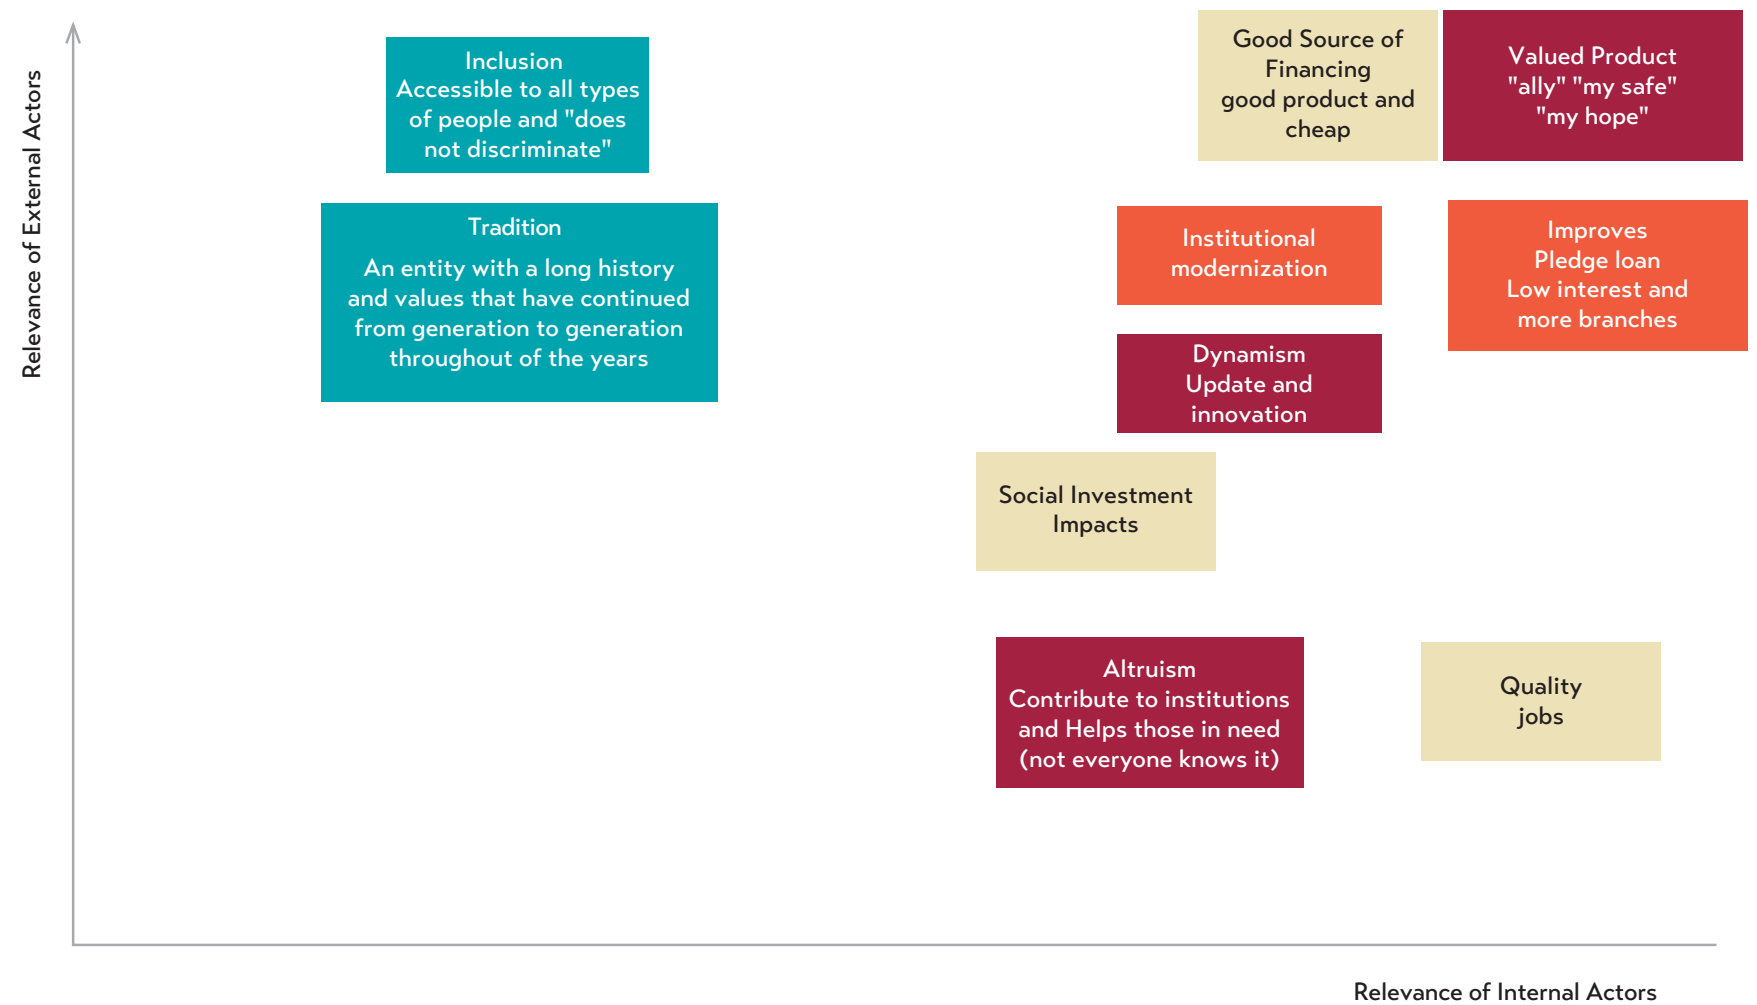 Relevance of External Actors
Inclusion
Accessible to all types
of people and "does
not discriminate"
Tradition
An entity with a long history
and values that have continued
from generation to generation
throughout of the years
Good Source of
Financing
good product and
cheap
Valued Product
"ally" "my safe"
"my hope"
Institutional
modernization
Improves
Pledge loan
Low interest and
more branches
Dynamism
Update and
innovation
Social Investment
Impacts
Altruism
Contribute to institutions
and Helps those in need
(not everyone knows it)
Quality
jobs
Relevance of Internal Actors